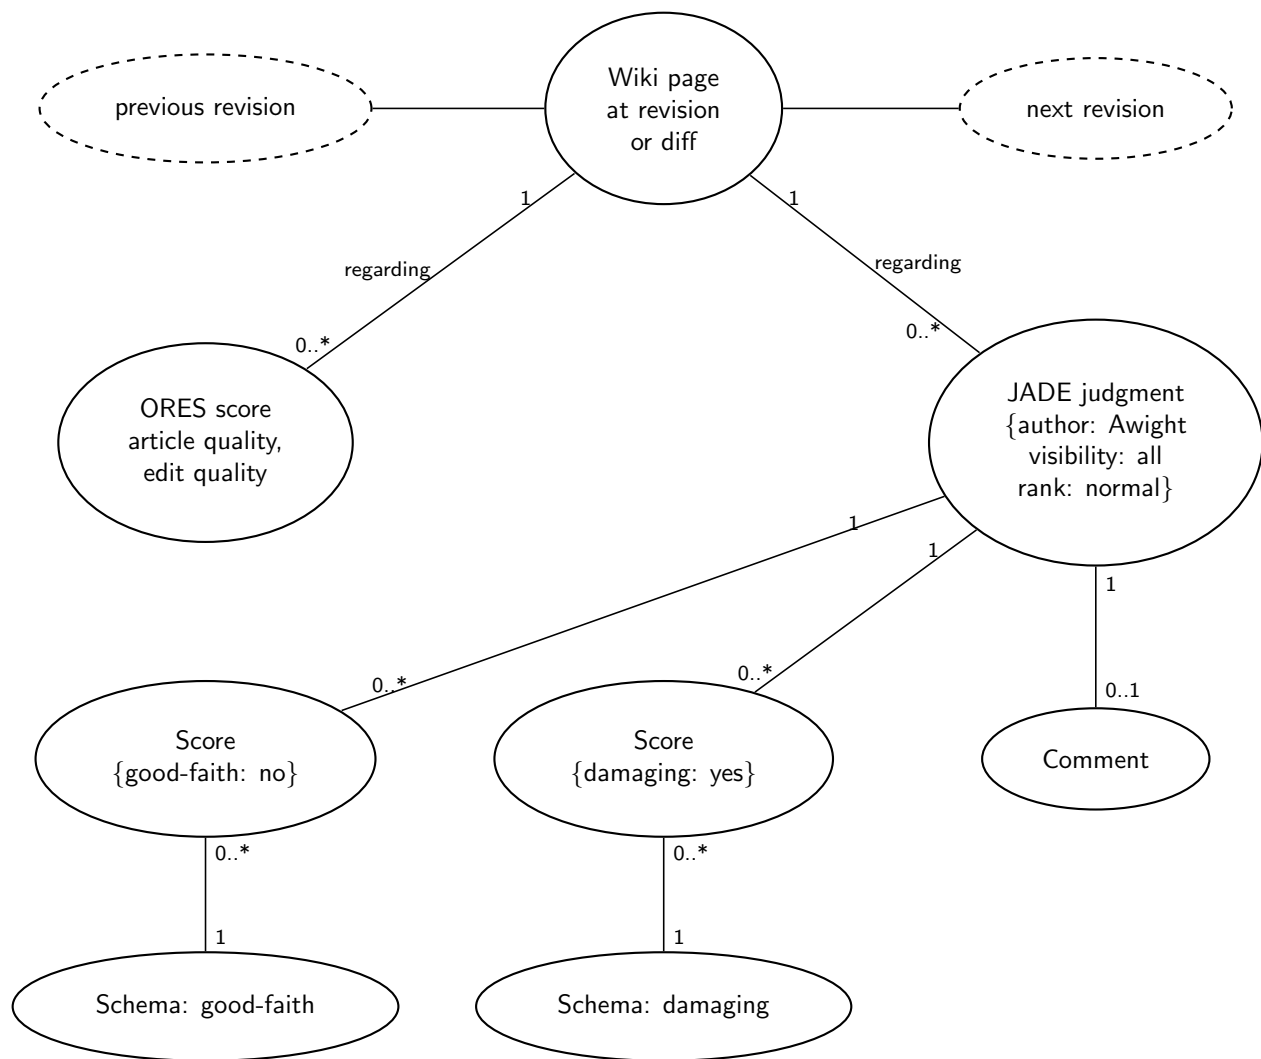 previous revision
Wiki page
at revision
or diff
next revision
1
1
regarding
regarding
0..*
0..*
ORES score
article quality,
edit quality
JADE judgment
{author: Awight
visibility: all
rank: normal}
1
1
1
0..*
0..*
0..1
Score
{good-faith: no}
Score
{damaging: yes}
Comment
0..*
0..*
1
1
Schema: good-faith
Schema: damaging